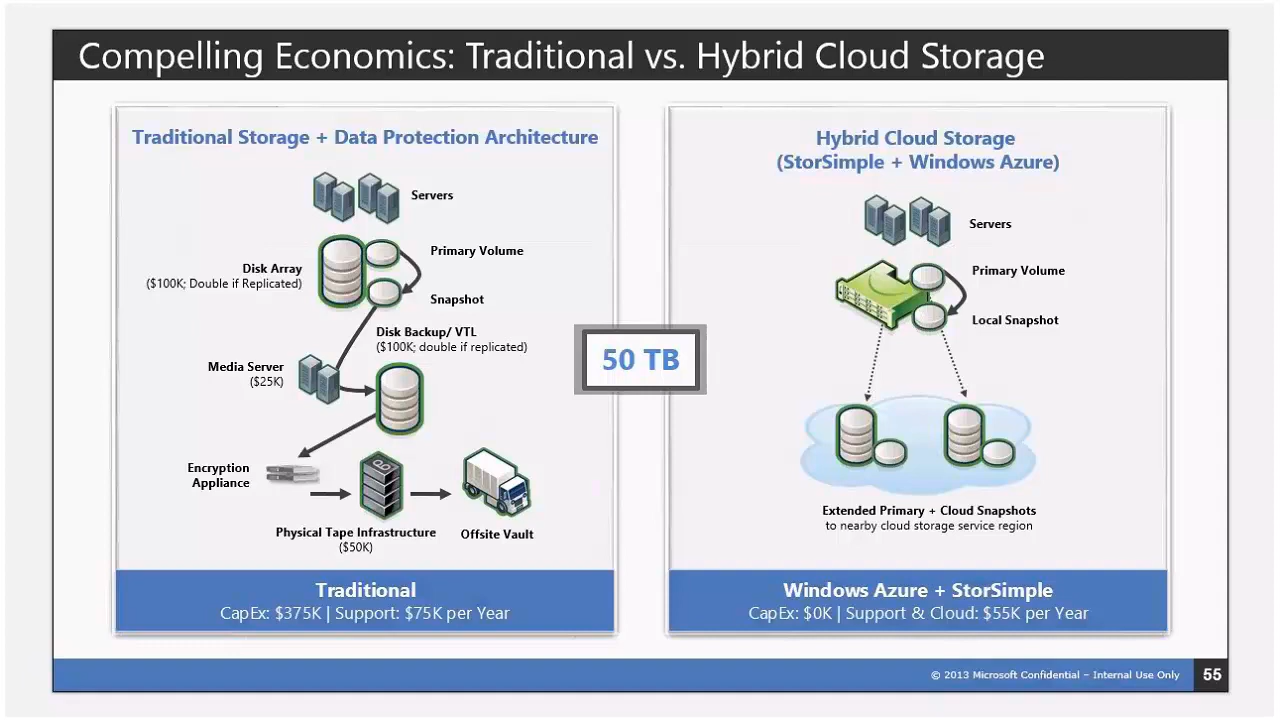 Compelling Economics: Traditional vs. Hybrid Cloud Storage
Traditional Storage + Data Protection Architecture
Servers
Primary Volume
Disk Array
($100K; Double if Replicated)
Snapshot
Disk Backup/ VTL
($100K; double if replicated)
Media Server
($25K)
Encryption
Appliance
Physical Tape Infrastructure
($50K)
Offsite Vault
Traditional
CapEx: $375K | Support: $75K per Year
50 TB
Hybrid Cloud Storage
(StorSimple + Windows Azure)
Servers
Primary Volume
Local Snapshot
Extended Primary + Cloud Snapshots
to nearby cloud storage service region
Windows Azure + StorSimple
CapEx: $0K | Support & Cloud: $55K per Year
© 2013 Microsoft Confidential – Internal Use Only
55